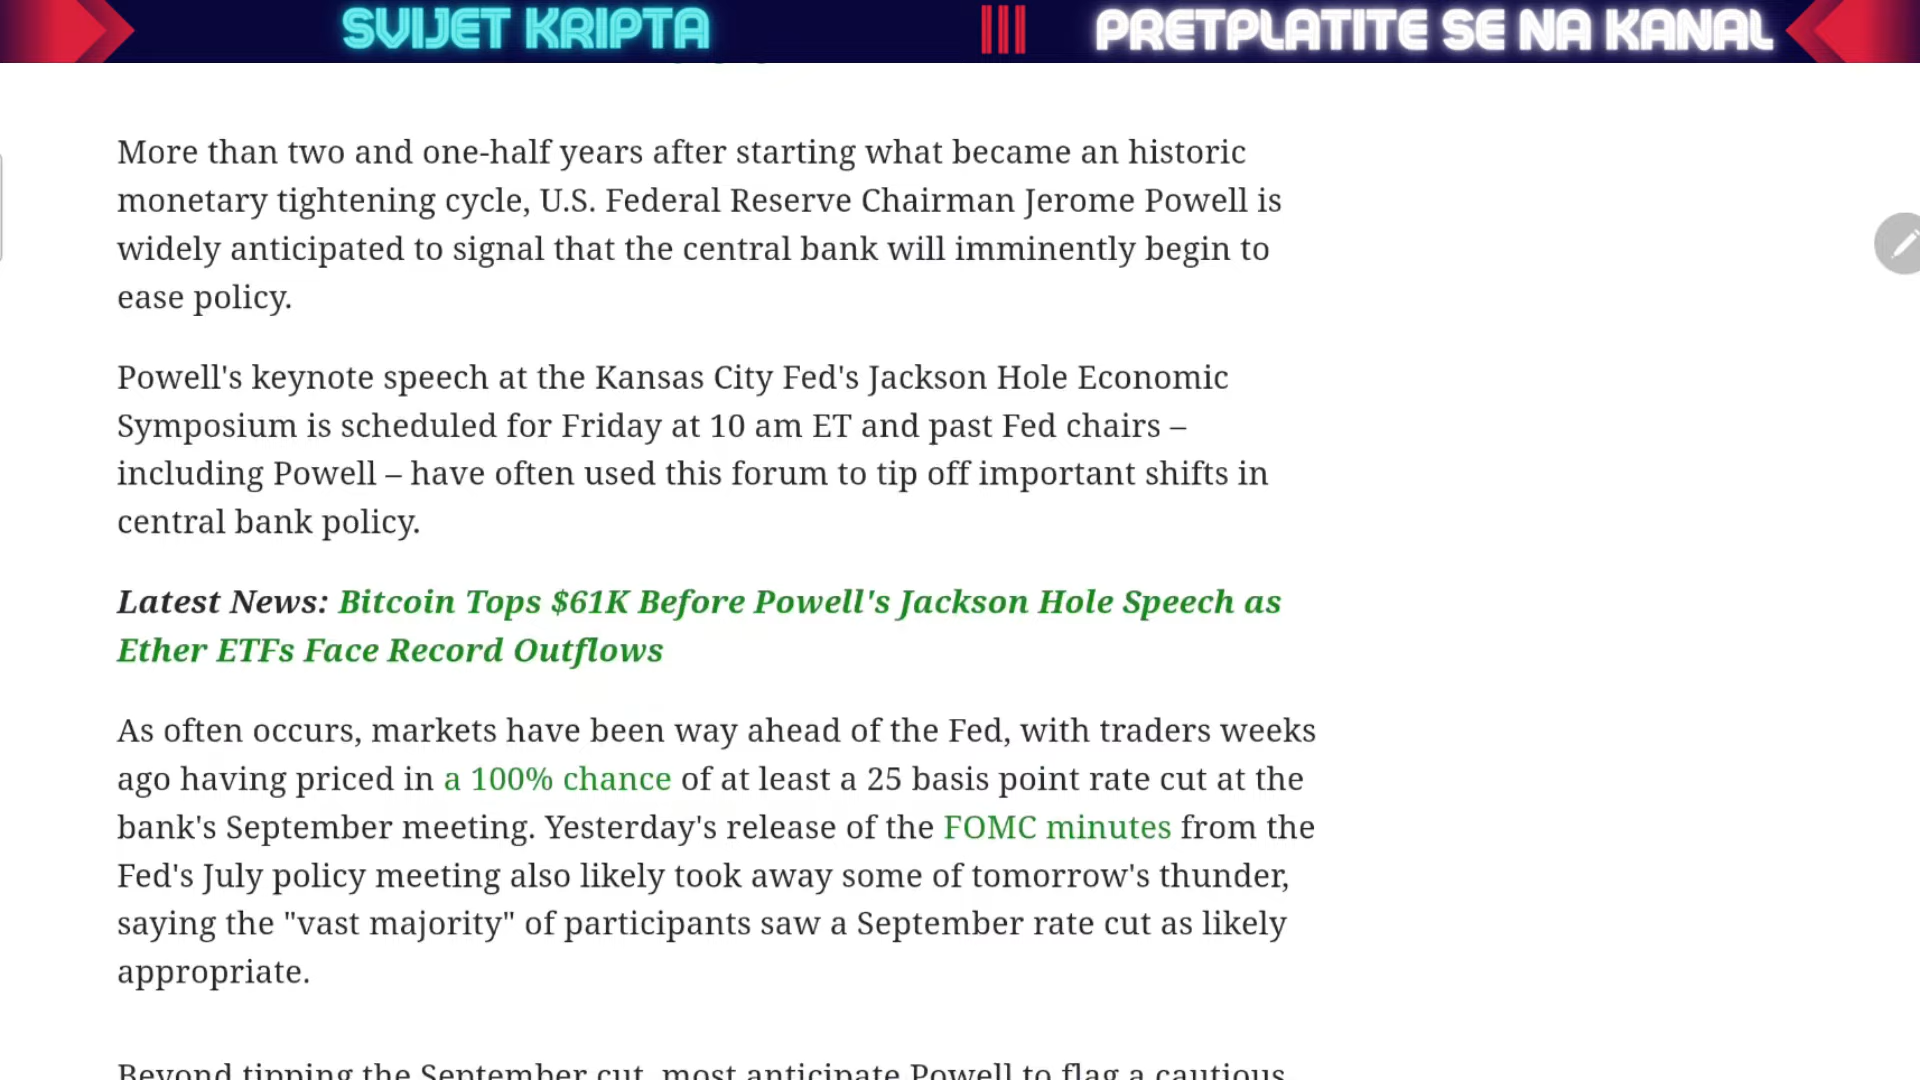 SVIJET KRIPTA
PRETPLATITE SE NA KANAL
More than two and one-half years after starting what became an historic
monetary tightening cycle, U.S. Federal Reserve Chairman Jerome Powell is
widely anticipated to signal that the central bank will imminently begin to
ease policy.
Powell's keynote speech at the Kansas City Fed's Jackson Hole Economic
Symposium is scheduled for Friday at 10 am ET and past Fed chairs –
including Powell – have often used this forum to tip off important shifts in
central bank policy.
Latest News: Bitcoin Tops $61K Before Powell's Jackson Hole Speech as
Ether ETFs Face Record Outflows
As often occurs, markets have been way ahead of the Fed, with traders weeks
ago having priced in a 100% chance of at least a 25 basis point rate cut at the
bank's September meeting. Yesterday's release of the FOMC minutes from the
Fed's July policy meeting also likely took away some of tomorrow's thunder,
saying the "vast majority" of participants saw a September rate cut as likely
appropriate.
Beyond tipping the September cut, most anticipate Powell to flag a cautious